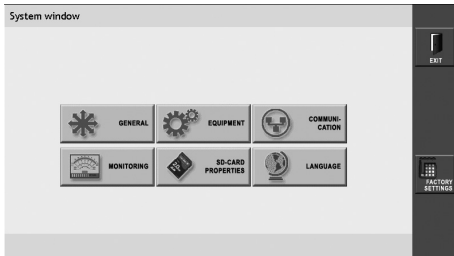 System window
EXIT
GENERAL
EQUIPMENT
COMMUNI-
CATION
MONITORING
SD-CARD
PROPERTIES
LANGUAGE
FACTORY
SETTINGS